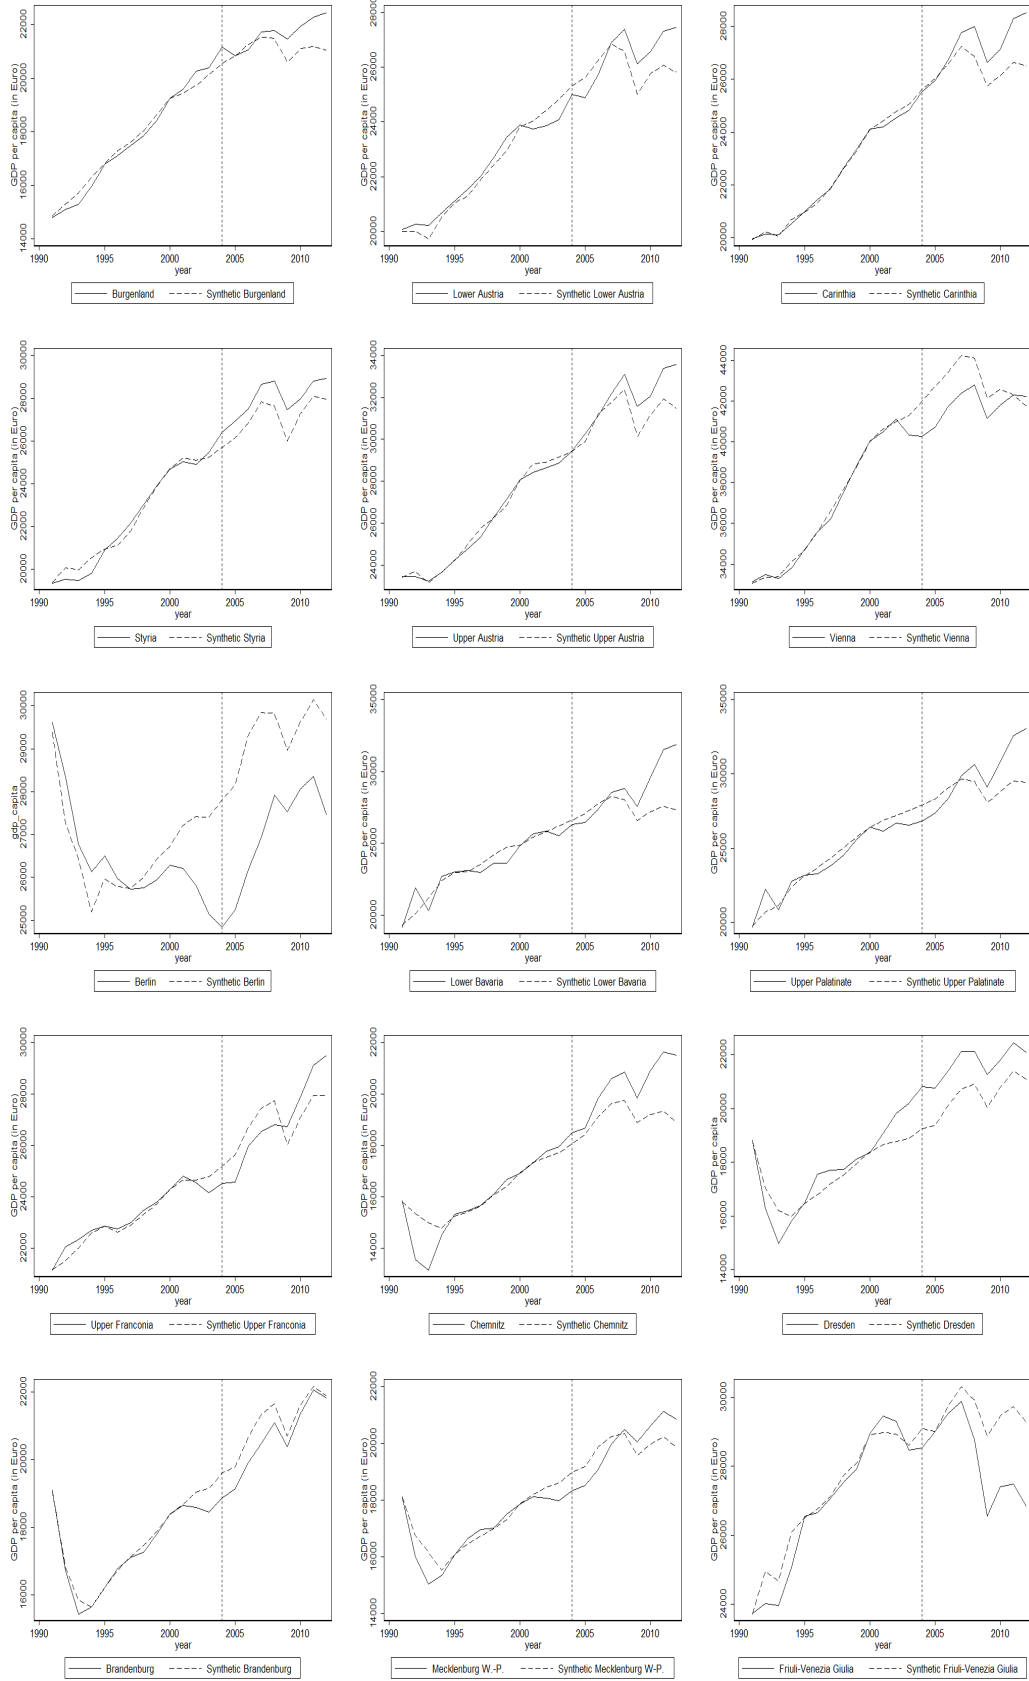 GDP per capita (in Euro)
14000 16000 18000 20000 22000
1990 1995 2000 2005 2010
year
Burgenland Synthetic Burgenland
GDP per capita (in Euro)
20000 22000 24000 26000 28000
1990 1995 2000 2005 2010
year
Lower Austria Synthetic Lower Austria
GDP per capita (in Euro)
20000 22000 24000 26000 28000
1990 1995 2000 2005 2010
year
Carinthia Synthetic Carinthia
GDP per capita (in Euro)
20000 22000 24000 26000 28000 30000
1990 1995 2000 2005 2010
year
Styria Synthetic Styria
GDP per capita (in Euro)
24000 26000 28000 30000 32000 34000
1990 1995 2000 2005 2010
year
Upper Austria Synthetic Upper Austria
GDP per capita (in Euro)
34000 36000 38000 40000 42000 44000
1990 1995 2000 2005 2010
year
Vienna Synthetic Vienna
gdp_capita
25000 26000 27000 28000 29000 30000
1990 1995 2000 2005 2010
year
Berlin Synthetic Berlin
GDP per capita (in Euro)
20000 25000 30000 35000
1990 1995 2000 2005 2010
year
Lower Bavaria Synthetic Lower Bavaria
GDP per capita (in Euro)
20000 25000 30000 35000
1990 1995 2000 2005 2010
year
Upper Palatinate Synthetic Upper Palatinate
GDP per capita (in Euro)
22000 24000 26000 28000 30000
1990 1995 2000 2005 2010
year
Upper Franconia Synthetic Upper Franconia
GDP per capita (in Euro)
14000 16000 18000 20000 22000
1990 1995 2000 2005 2010
year
Chemnitz Synthetic Chemnitz
GDP per capita (in Euro)
14000 16000 18000 20000 22000
1990 1995 2000 2005 2010
year
Dresden Synthetic Dresden
GDP per capita (in Euro)
16000 18000 20000 22000
1990 1995 2000 2005 2010
year
Brandenburg Synthetic Brandenburg
GDP per capita (in Euro)
14000 16000 18000 20000 22000
1990 1995 2000 2005 2010
year
Mecklenburg W.-P. Synthetic Mecklenburg W-P.
GDP per capita (in Euro)
24000 26000 28000 30000
1990 1995 2000 2005 2010
year
Friuli-Venezia Giulia Synthetic Friuli-Venezia Giulia